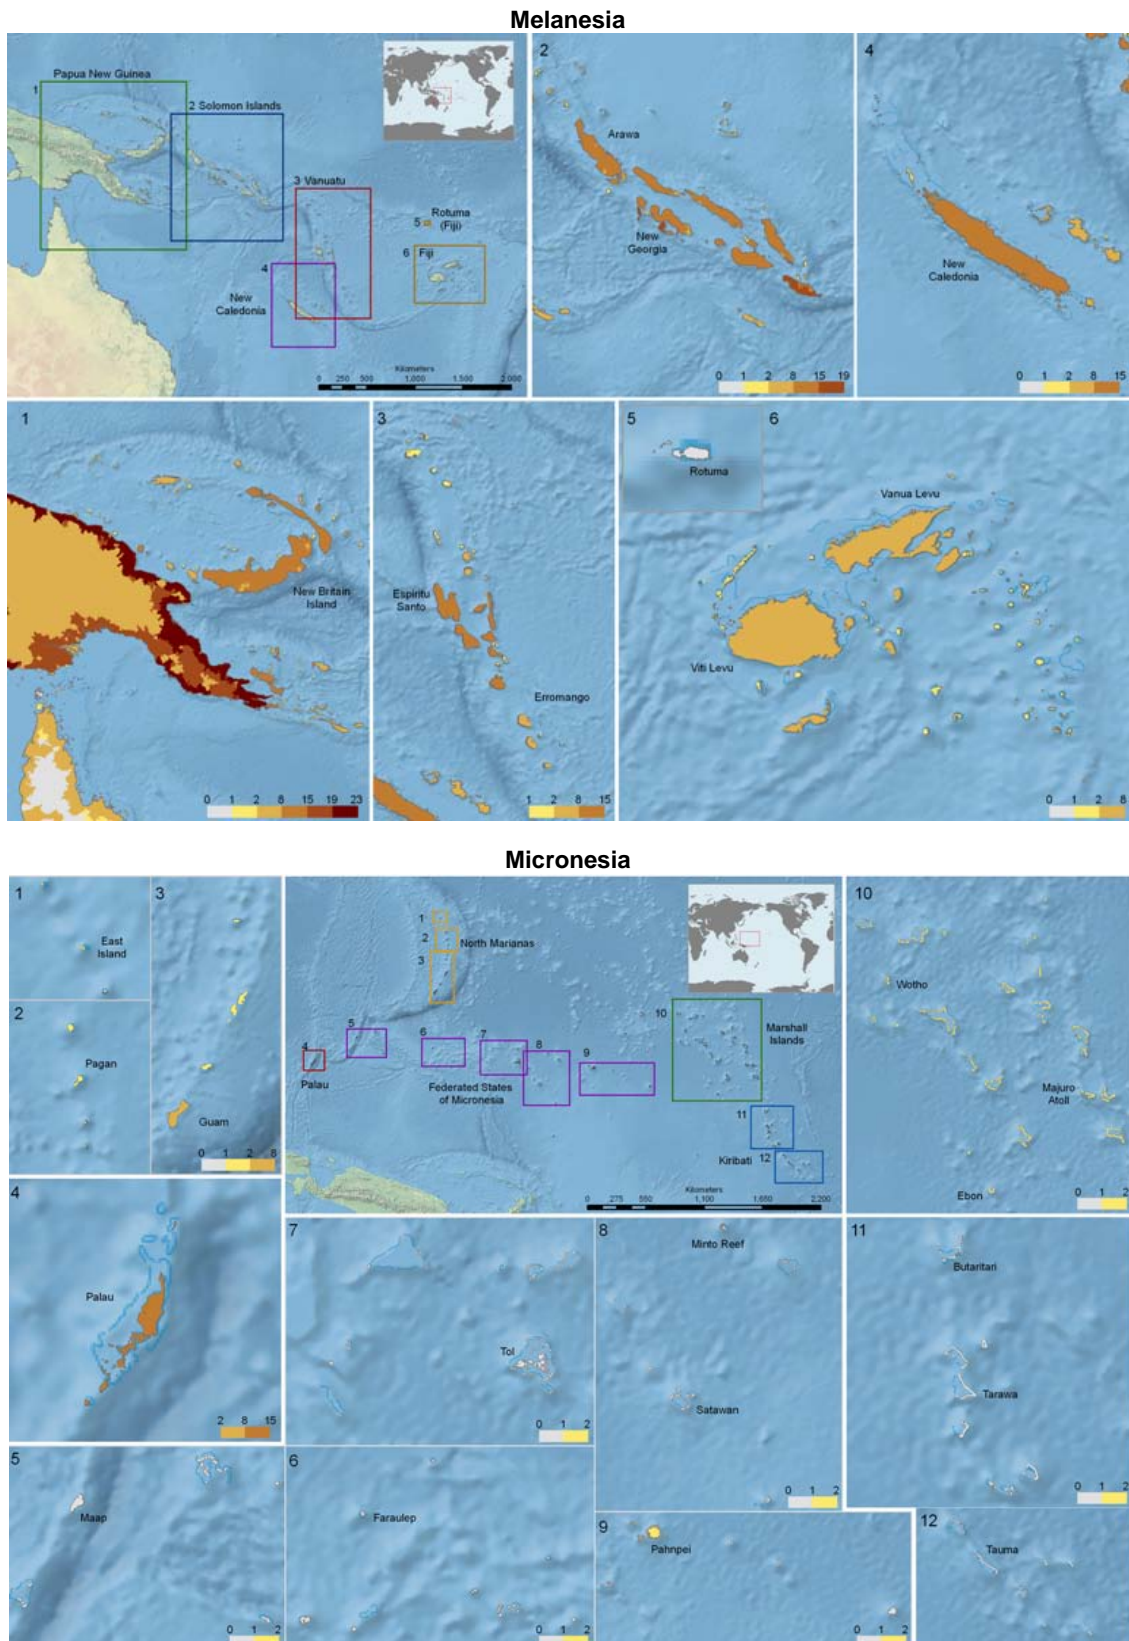 Melanesia
Papua New Guinea
1
2 Solomon Islands
3 Vanuatu
Rotuma
(Fiji)
5
6 Fiji
4
New
Caledonia
Kilometers
0 250 500 1,000 1,500 2,000
2
Arawa
New
Georgia
0 1 2 8 15 19
4
New
Caledonia
0 1 2 8 15
1
New Britain
Island
0 1 2 8 15 19 23
3
Espiritu
Santo
Erromango
1 2 8 15
5
Rotuma
6
Vanua Levu
Viti Levu
0 1 2 8
Micronesia
1
East
Island
2
Pagan
3
Guam
0 1 2 8
1
2
North Marianas
3
4
Palau
5
6
7
8
9
Federated States
of Micronesia
10
Marshall
Islands
11
Kiribati
12
Kilometers
0 275 550 1,100 1,650 2,200
10
Wotho
Majuro
Atoll
Ebon
0 1 2
4
Palau
2 8 15
7
Tol
0 1 2
8
Minto Reef
Satawan
0 1 2
11
Butaritari
Tarawa
0 1 2
5
Maap
0 1 2
6
Faraulep
0 1 2
9
Pahnpei
0 1 2
12
Tauma
0 1 2